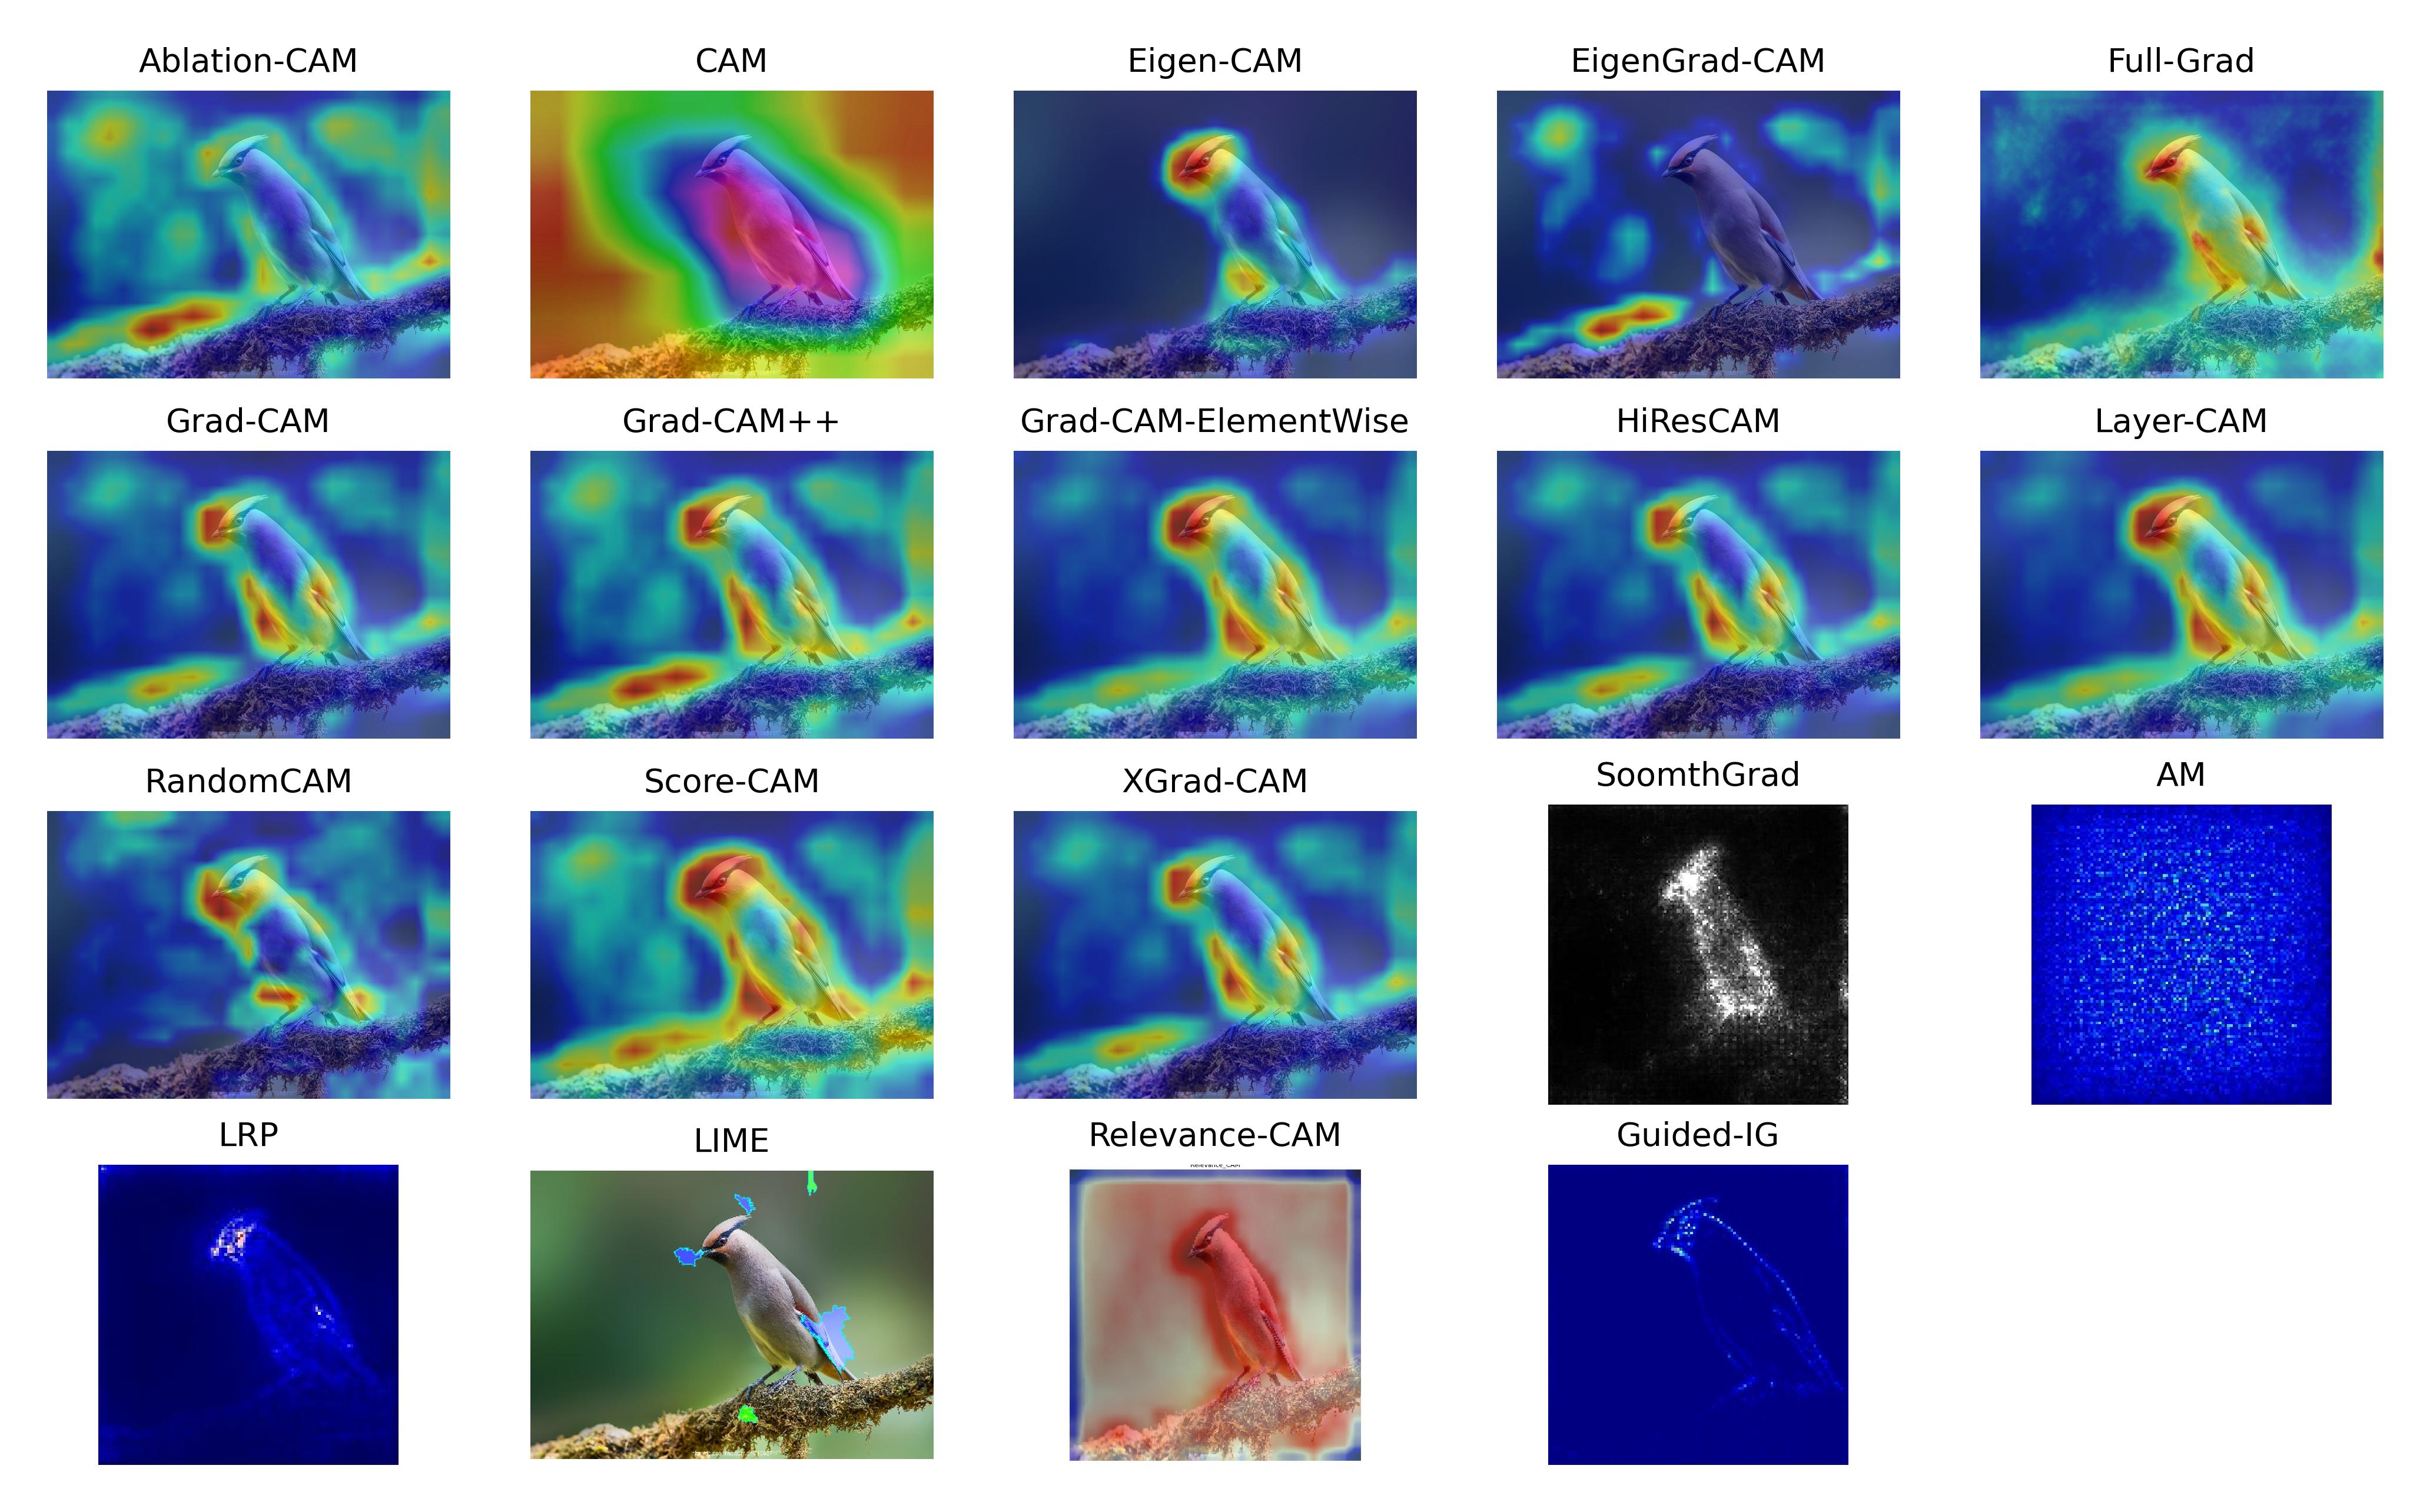 Ablation-CAM
CAM
Eigen-CAM
EigenGrad-CAM
Full-Grad
Grad-CAM
Grad-CAM++
Grad-CAM-ElementWise
HiResCAM
Layer-CAM
RandomCAM
Score-CAM
XGrad-CAM
SoomthGrad
AM
LRP
LIME
Relevance-CAM
Guided-IG
Relevance_CAM